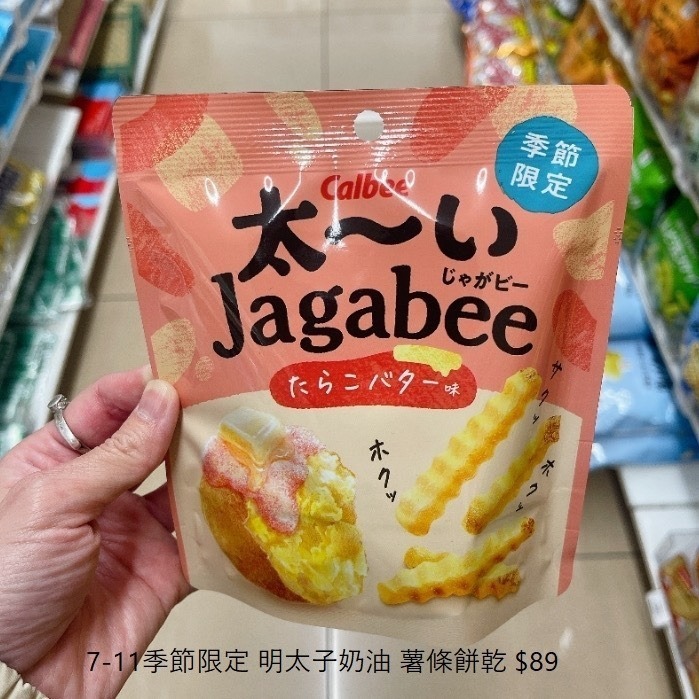 季節
限定
Calbee
太〜い
じゃがビー
Jagabee
たらこバター味
サクッ
ホクッ
ホクッ
7-11季節限定 明太子奶油 薯條餅乾 $89